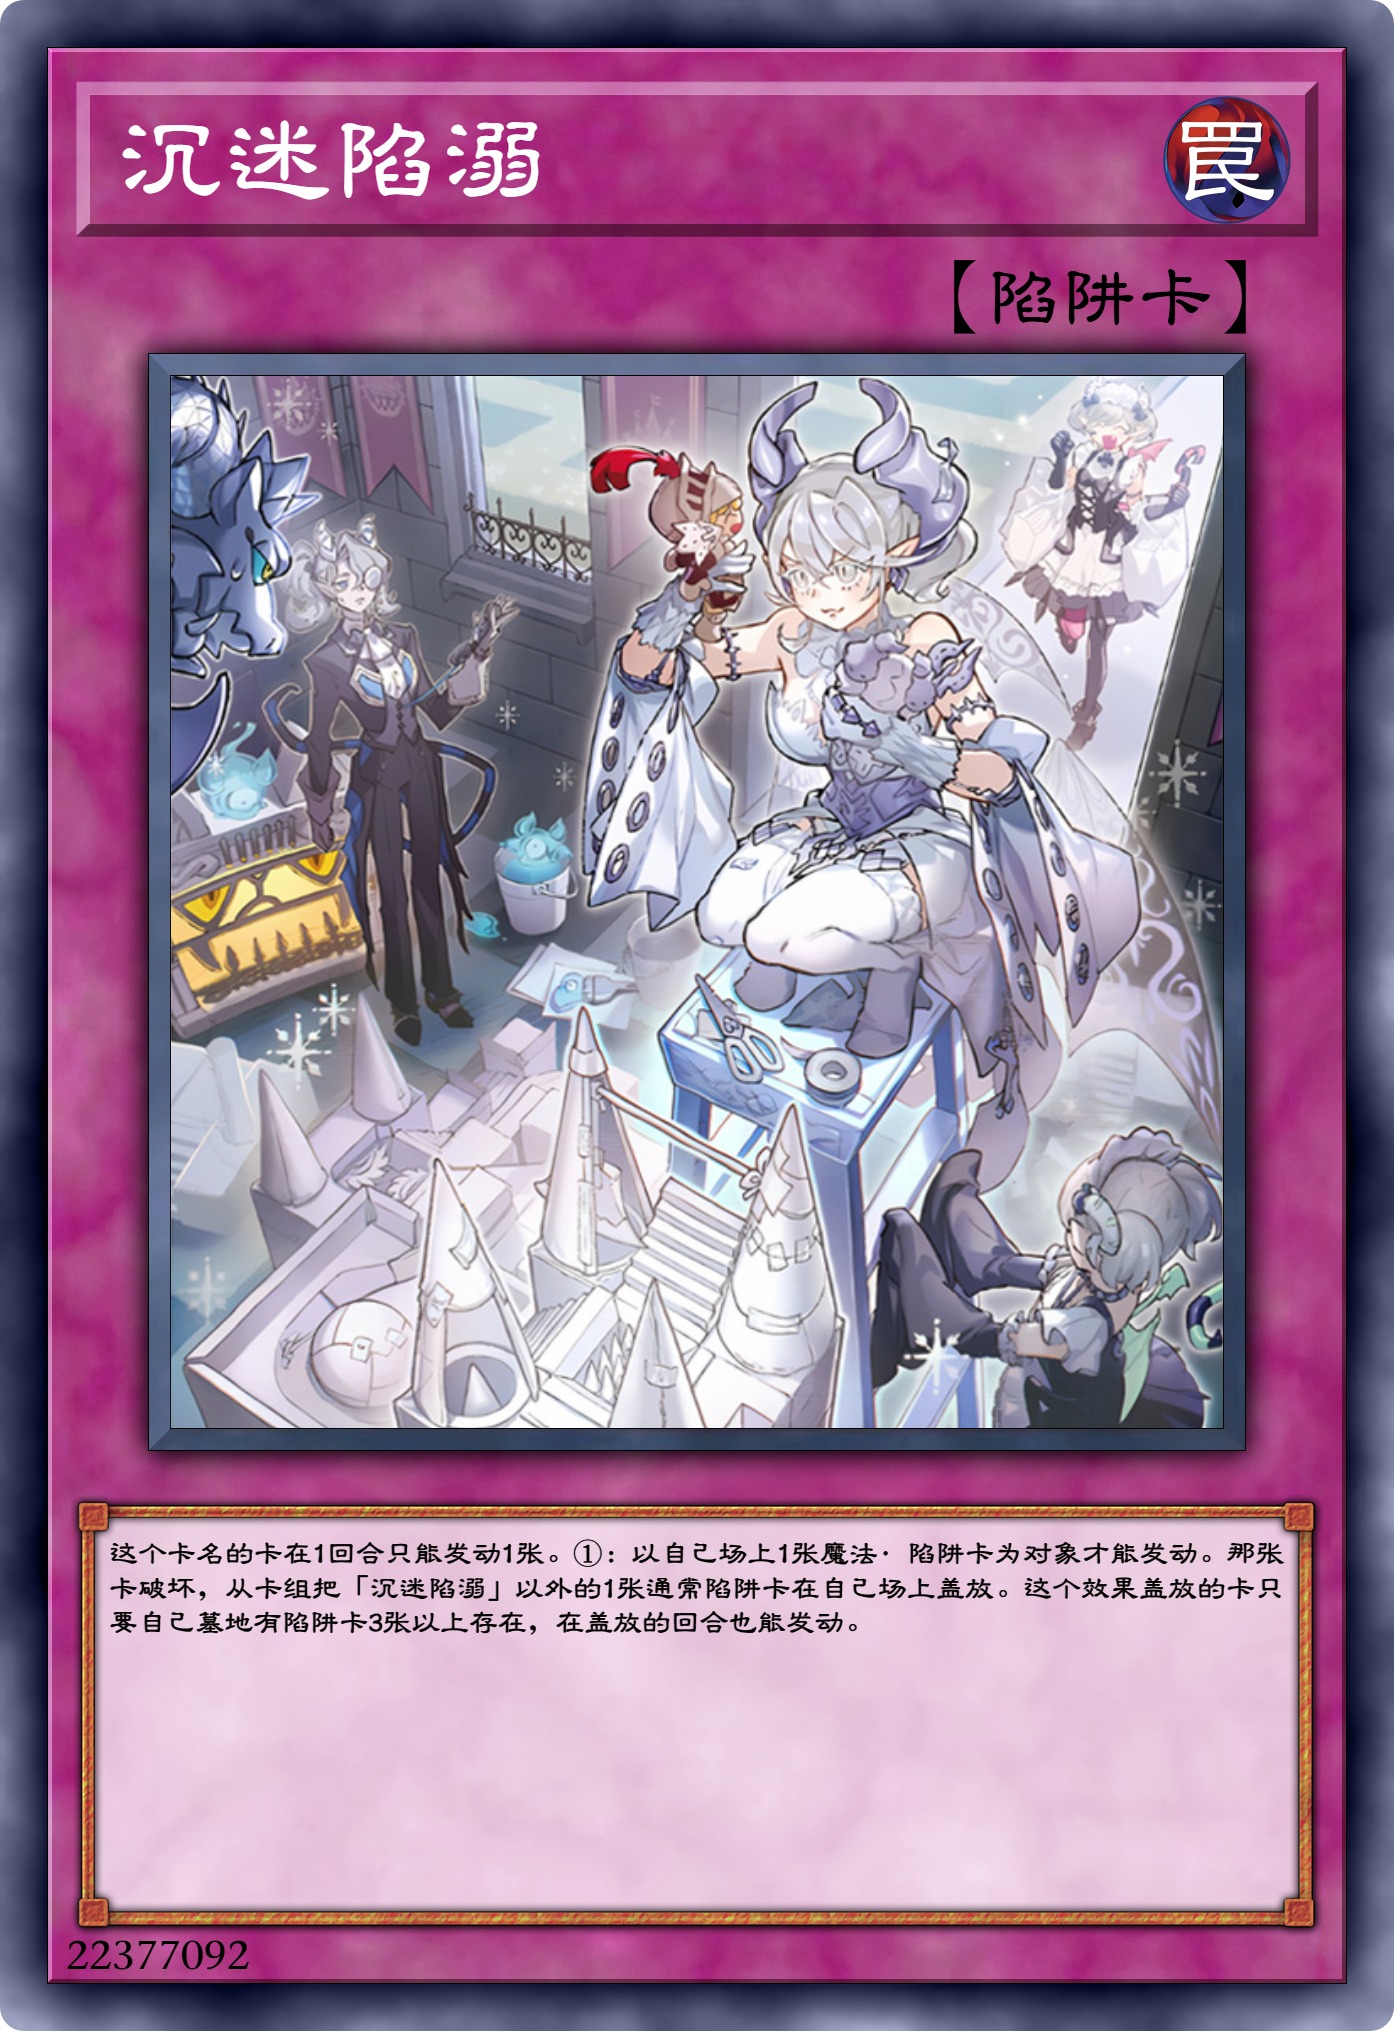 沉迷陷溺
罠
【陷阱卡】
这个卡名的卡在1回合只能发动1张。①：以自己场上1张魔法·陷阱卡为对象才能发动。那张
卡破坏，从卡组把「沉迷陷溺」以外的1张通常陷阱卡在自己场上盖放。这个效果盖放的卡只
要自己墓地有陷阱卡3张以上存在，在盖放的回合也能发动。
22377092